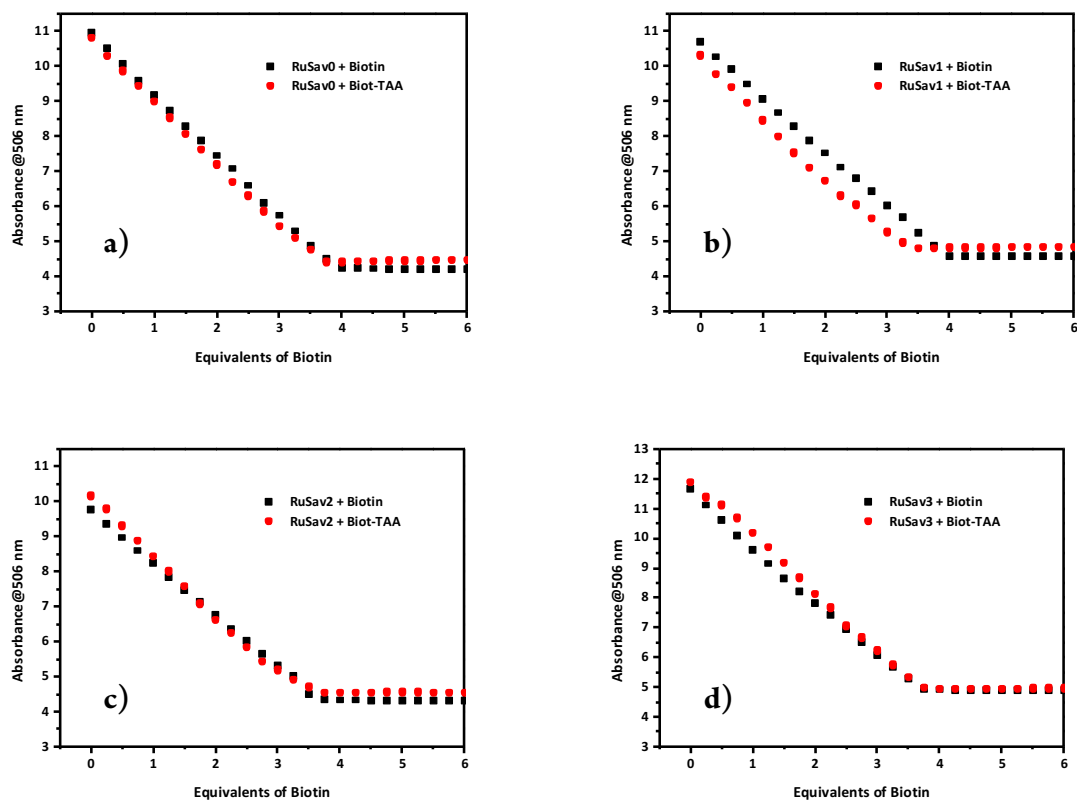 11
10
9
8
7
6
5
4
3
Absorbance@506 nm
RuSav0 + Biotin
RuSav0 + Biot-TAA
a)
0 1 2 3 4 5 6
Equivalents of Biotin
11
10
9
8
7
6
5
4
3
Absorbance@506 nm
RuSav1 + Biotin
RuSav1 + Biot-TAA
b)
0 1 2 3 4 5 6
Equivalents of Biotin
11
10
9
8
7
6
5
4
3
Absorbance@506 nm
RuSav2 + Biotin
RuSav2 + Biot-TAA
c)
0 1 2 3 4 5 6
Equivalents of Biotin
13
12
11
10
9
8
7
6
5
4
3
Absorbance@506 nm
RuSav3 + Biotin
RuSav3 + Biot-TAA
d)
0 1 2 3 4 5 6
Equivalents of Biotin